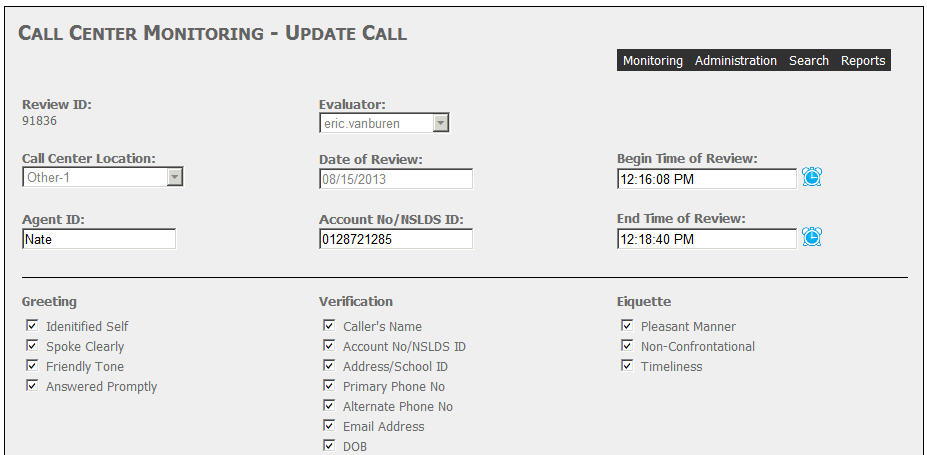 CALL CENTER MONITORING - UPDATE CALL
Monitoring Administration Search Reports
Review ID: Evaluator:
91836 eric.vanburen
Call Center Location: Date of Review: Begin Time of Review:
Other-1 08/15/2013 12:16:08 PM
Agent ID: Account No/NSLDS ID: End Time of Review:
Nate 0128721285 12:18:40 PM
Greeting Verification Eiquette
Idenitified Self Caller's Name Pleasant Manner
Spoke Clearly Account No/NSLDS ID Non-Confrontational
Friendly Tone Address/School ID Timeliness
Answered Promptly Primary Phone No
Alternate Phone No
Email Address
DOB